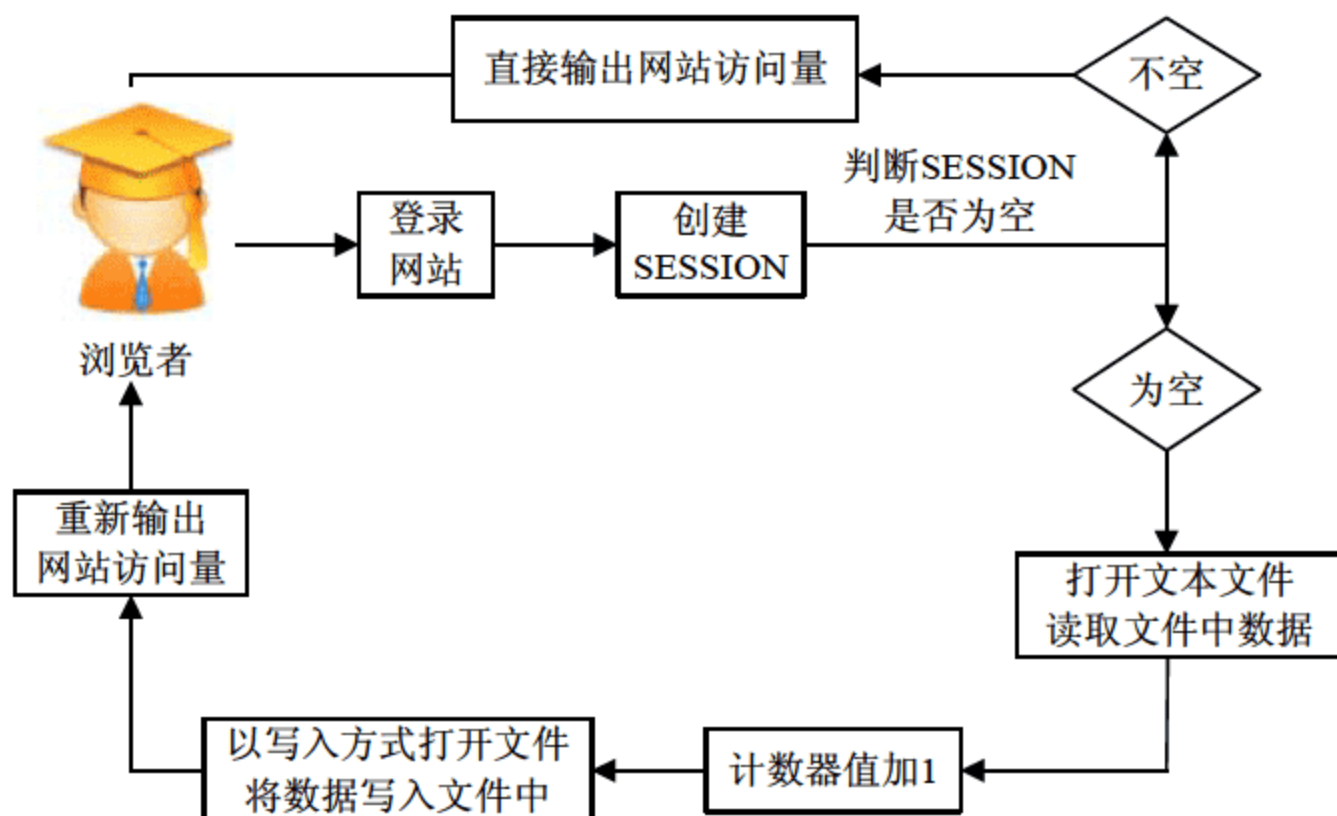 直接输出网站访问量
不空
判断SESSION
是否为空
登录
网站
创建
SESSION
浏览者
为空
重新输出
网站访问量
打开文本文件
读取文件中数据
以写入方式打开文件
将数据写入文件中
计数器值加1